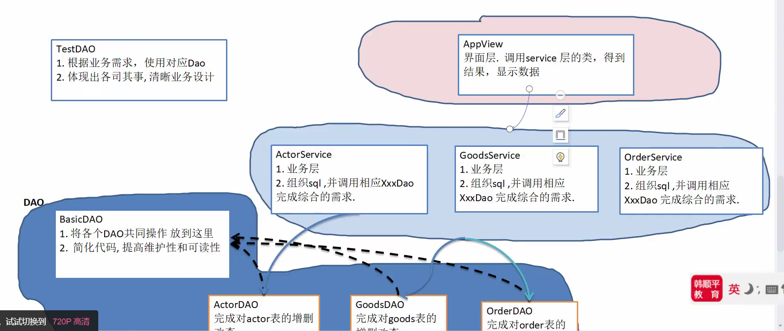 TestDAO
1. 根据业务需求，使用对应Dao
2. 体现出各司其事, 清晰业务设计
AppView
界面层. 调用service 层的类，得到
结果，显示数据
ActorService
1. 业务层
2. 组织sql ,并调用相应XxxDao
完成综合的需求.
GoodsService
1. 业务层
2. 组织sql ,并调用相应
XxxDao 完成综合的需求.
OrderService
1. 业务层
2. 组织sql ,并调用相应
XxxDao 完成综合的需求.
DAO
BasicDAO
1. 将各个DAO共同操作 放到这里
2. 简化代码, 提高维护性和可读性
韩顺平
教育
英
ActorDAO
完成对actor表的增删
GoodsDAO
完成对goods表的
OrderDAO
完成对order表的
试试切换到 720P 高清